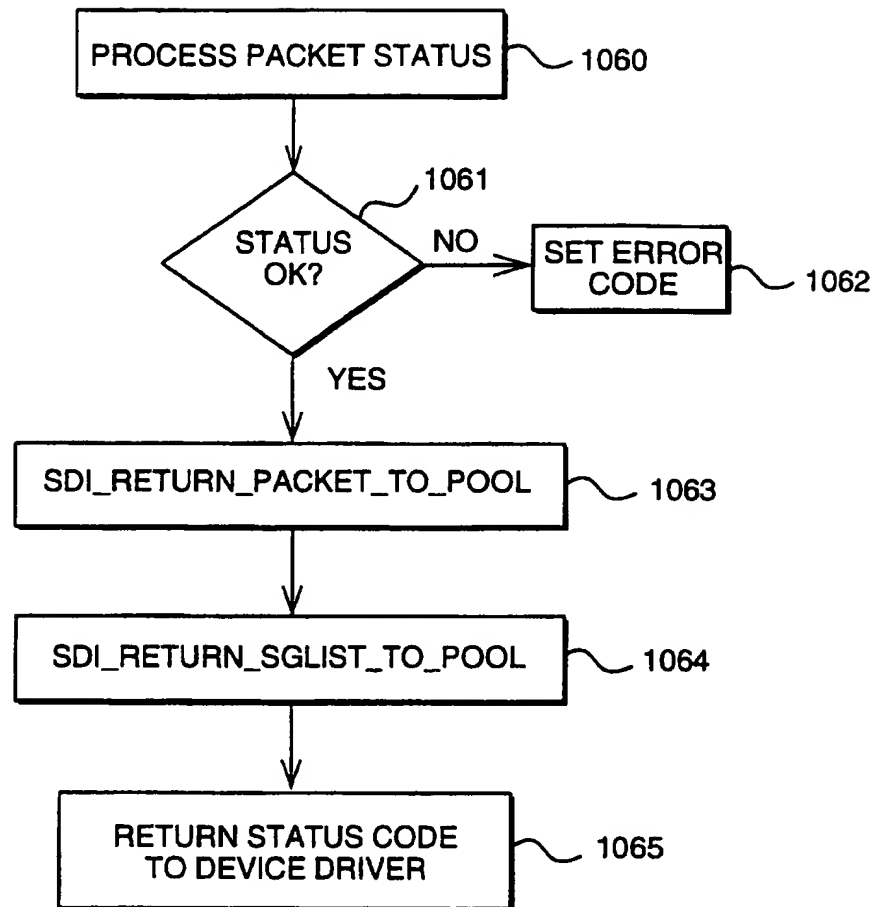 PROCESS PACKET STATUS
1060
1061
STATUS
OK?
NO
SET ERROR
CODE
1062
YES
SDI_RETURN_PACKET_TO_POOL
1063
SDI_RETURN_SGLIST_TO_POOL
1064
RETURN STATUS CODE
TO DEVICE DRIVER
1065